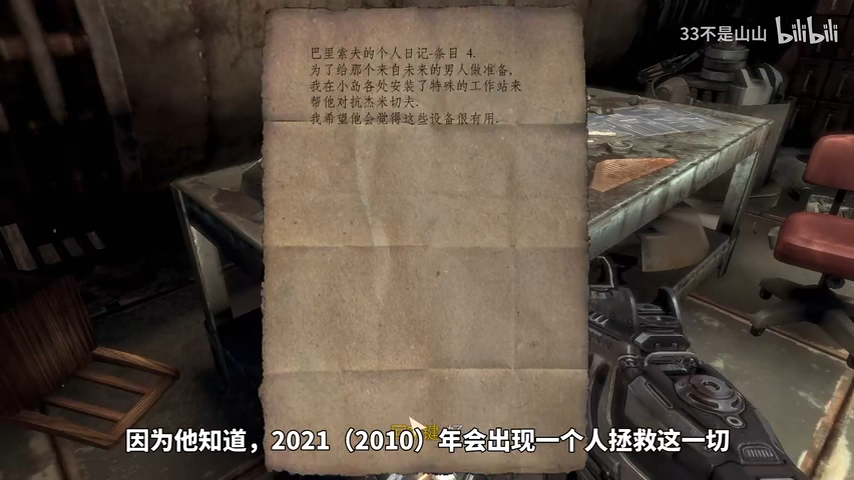 33不是山山 bilibili
巴里索夫的个人日记-条目 4.
为了给那个来自未来的男人做准备,
我在小岛各处安装了特殊的工作站来
帮他对抗杰米切夫.
我希望他会觉得这些设备很有用.
因为他知道，2021（2010）年会出现一个人拯救这一切